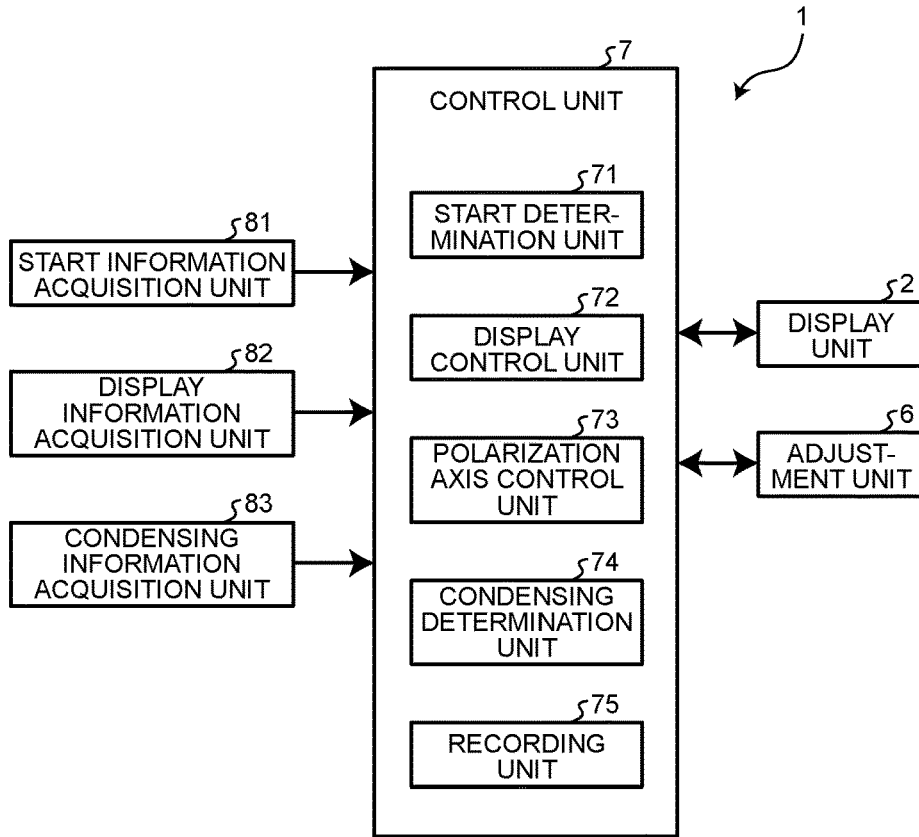 1
7
CONTROL UNIT
71
START DETER-
MINATION UNIT
81
START INFORMATION
ACQUISITION UNIT
72
DISPLAY
CONTROL UNIT
2
DISPLAY
UNIT
82
DISPLAY
INFORMATION
ACQUISITION UNIT
73
POLARIZATION
AXIS CONTROL
UNIT
6
ADJUST-
MENT UNIT
83
CONDENSING
INFORMATION
ACQUISITION UNIT
74
CONDENSING
DETERMINATION
UNIT
75
RECORDING
UNIT